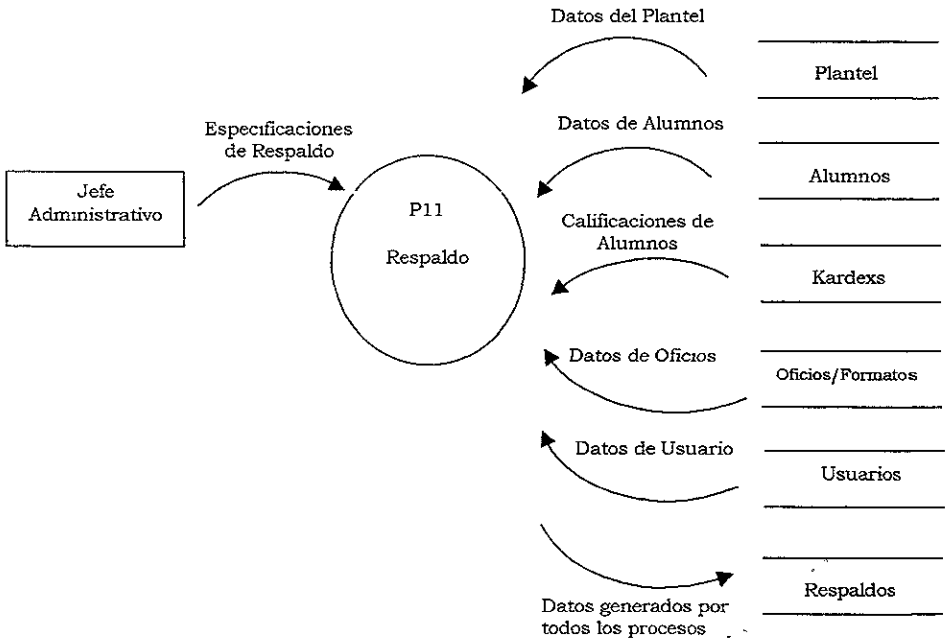 Datos del Plantel
Plantel
Especificaciones
de Respaldo
Datos de Alumnos
Jefe
Administrativo
Alumnos
P11
Respaldo
Calificaciones de
Alumnos
Kardexs
Datos de Oficios
Oficios/Formatos
Datos de Usuario
Usuarios
Respaldos
Datos generados por
todos los procesos